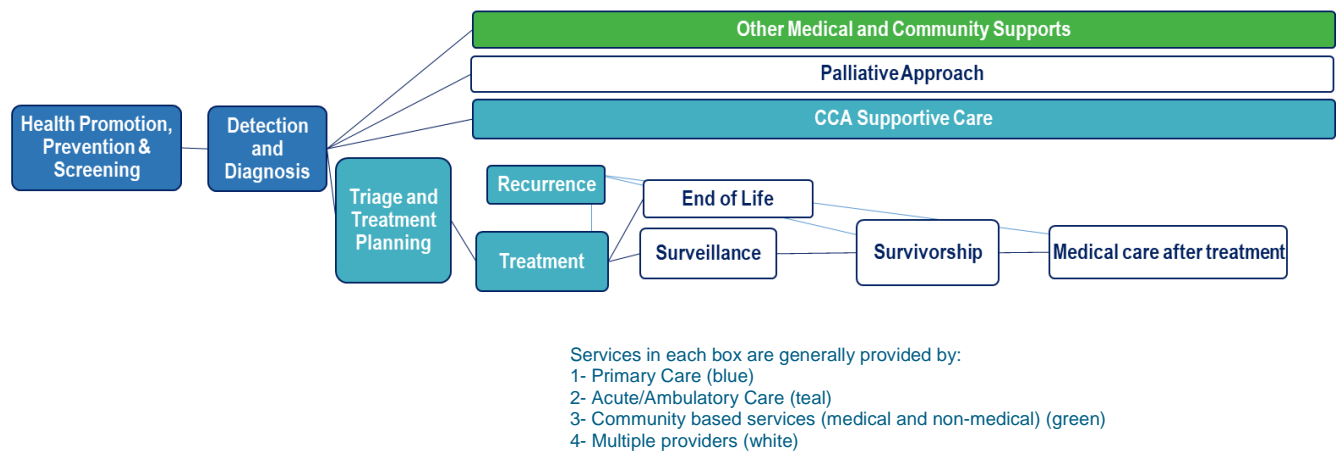 Other Medical and Community Supports
Palliative Approach
CCA Supportive Care
Health Promotion,
Prevention &
Screening
Detection
and
Diagnosis
Triage and
Treatment
Planning
Recurrence
Treatment
End of Life
Surveillance
Survivorship
Medical care after treatment
Services in each box are generally provided by:
1- Primary Care (blue)
2- Acute/Ambulatory Care (teal)
3- Community based services (medical and non-medical) (green)
4- Multiple providers (white)